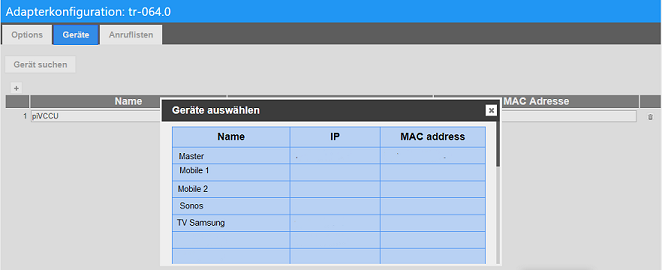 Adapterkonfiguration: tr-064.0
Options Geräte Anruflisten
Gerät suchen
+
Name MAC Adresse
1 piVCCU
Geräte auswählen
Name IP MAC address
Master
Mobile 1
Mobile 2
Sonos
TV Samsung